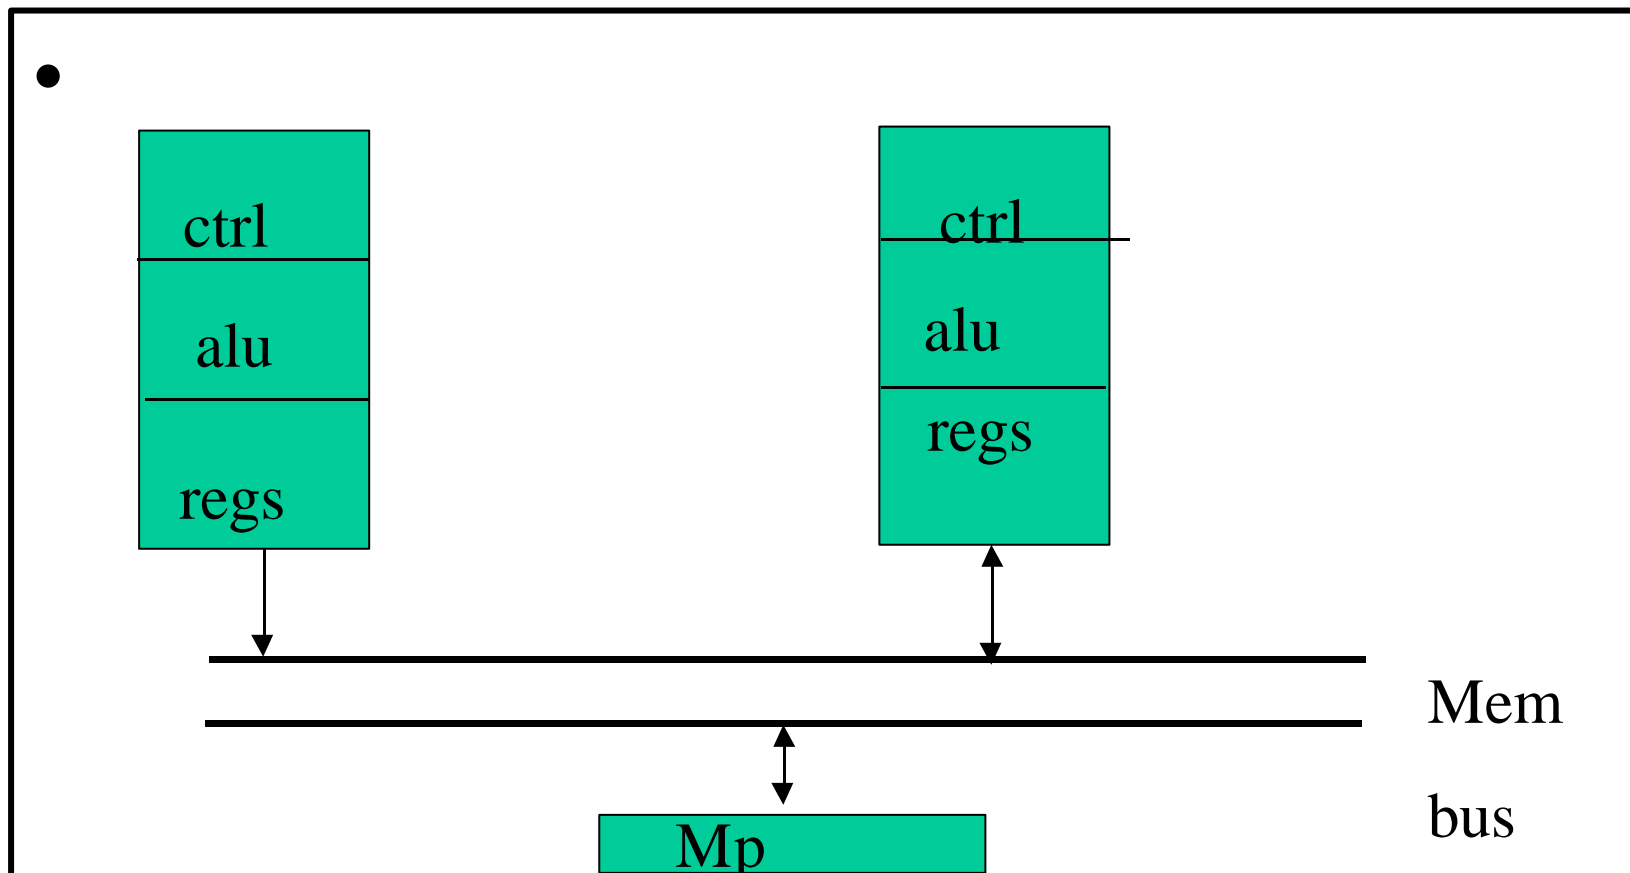 •
ctrl
alu
regs
ctrl
alu
regs
Mem
bus
Mp